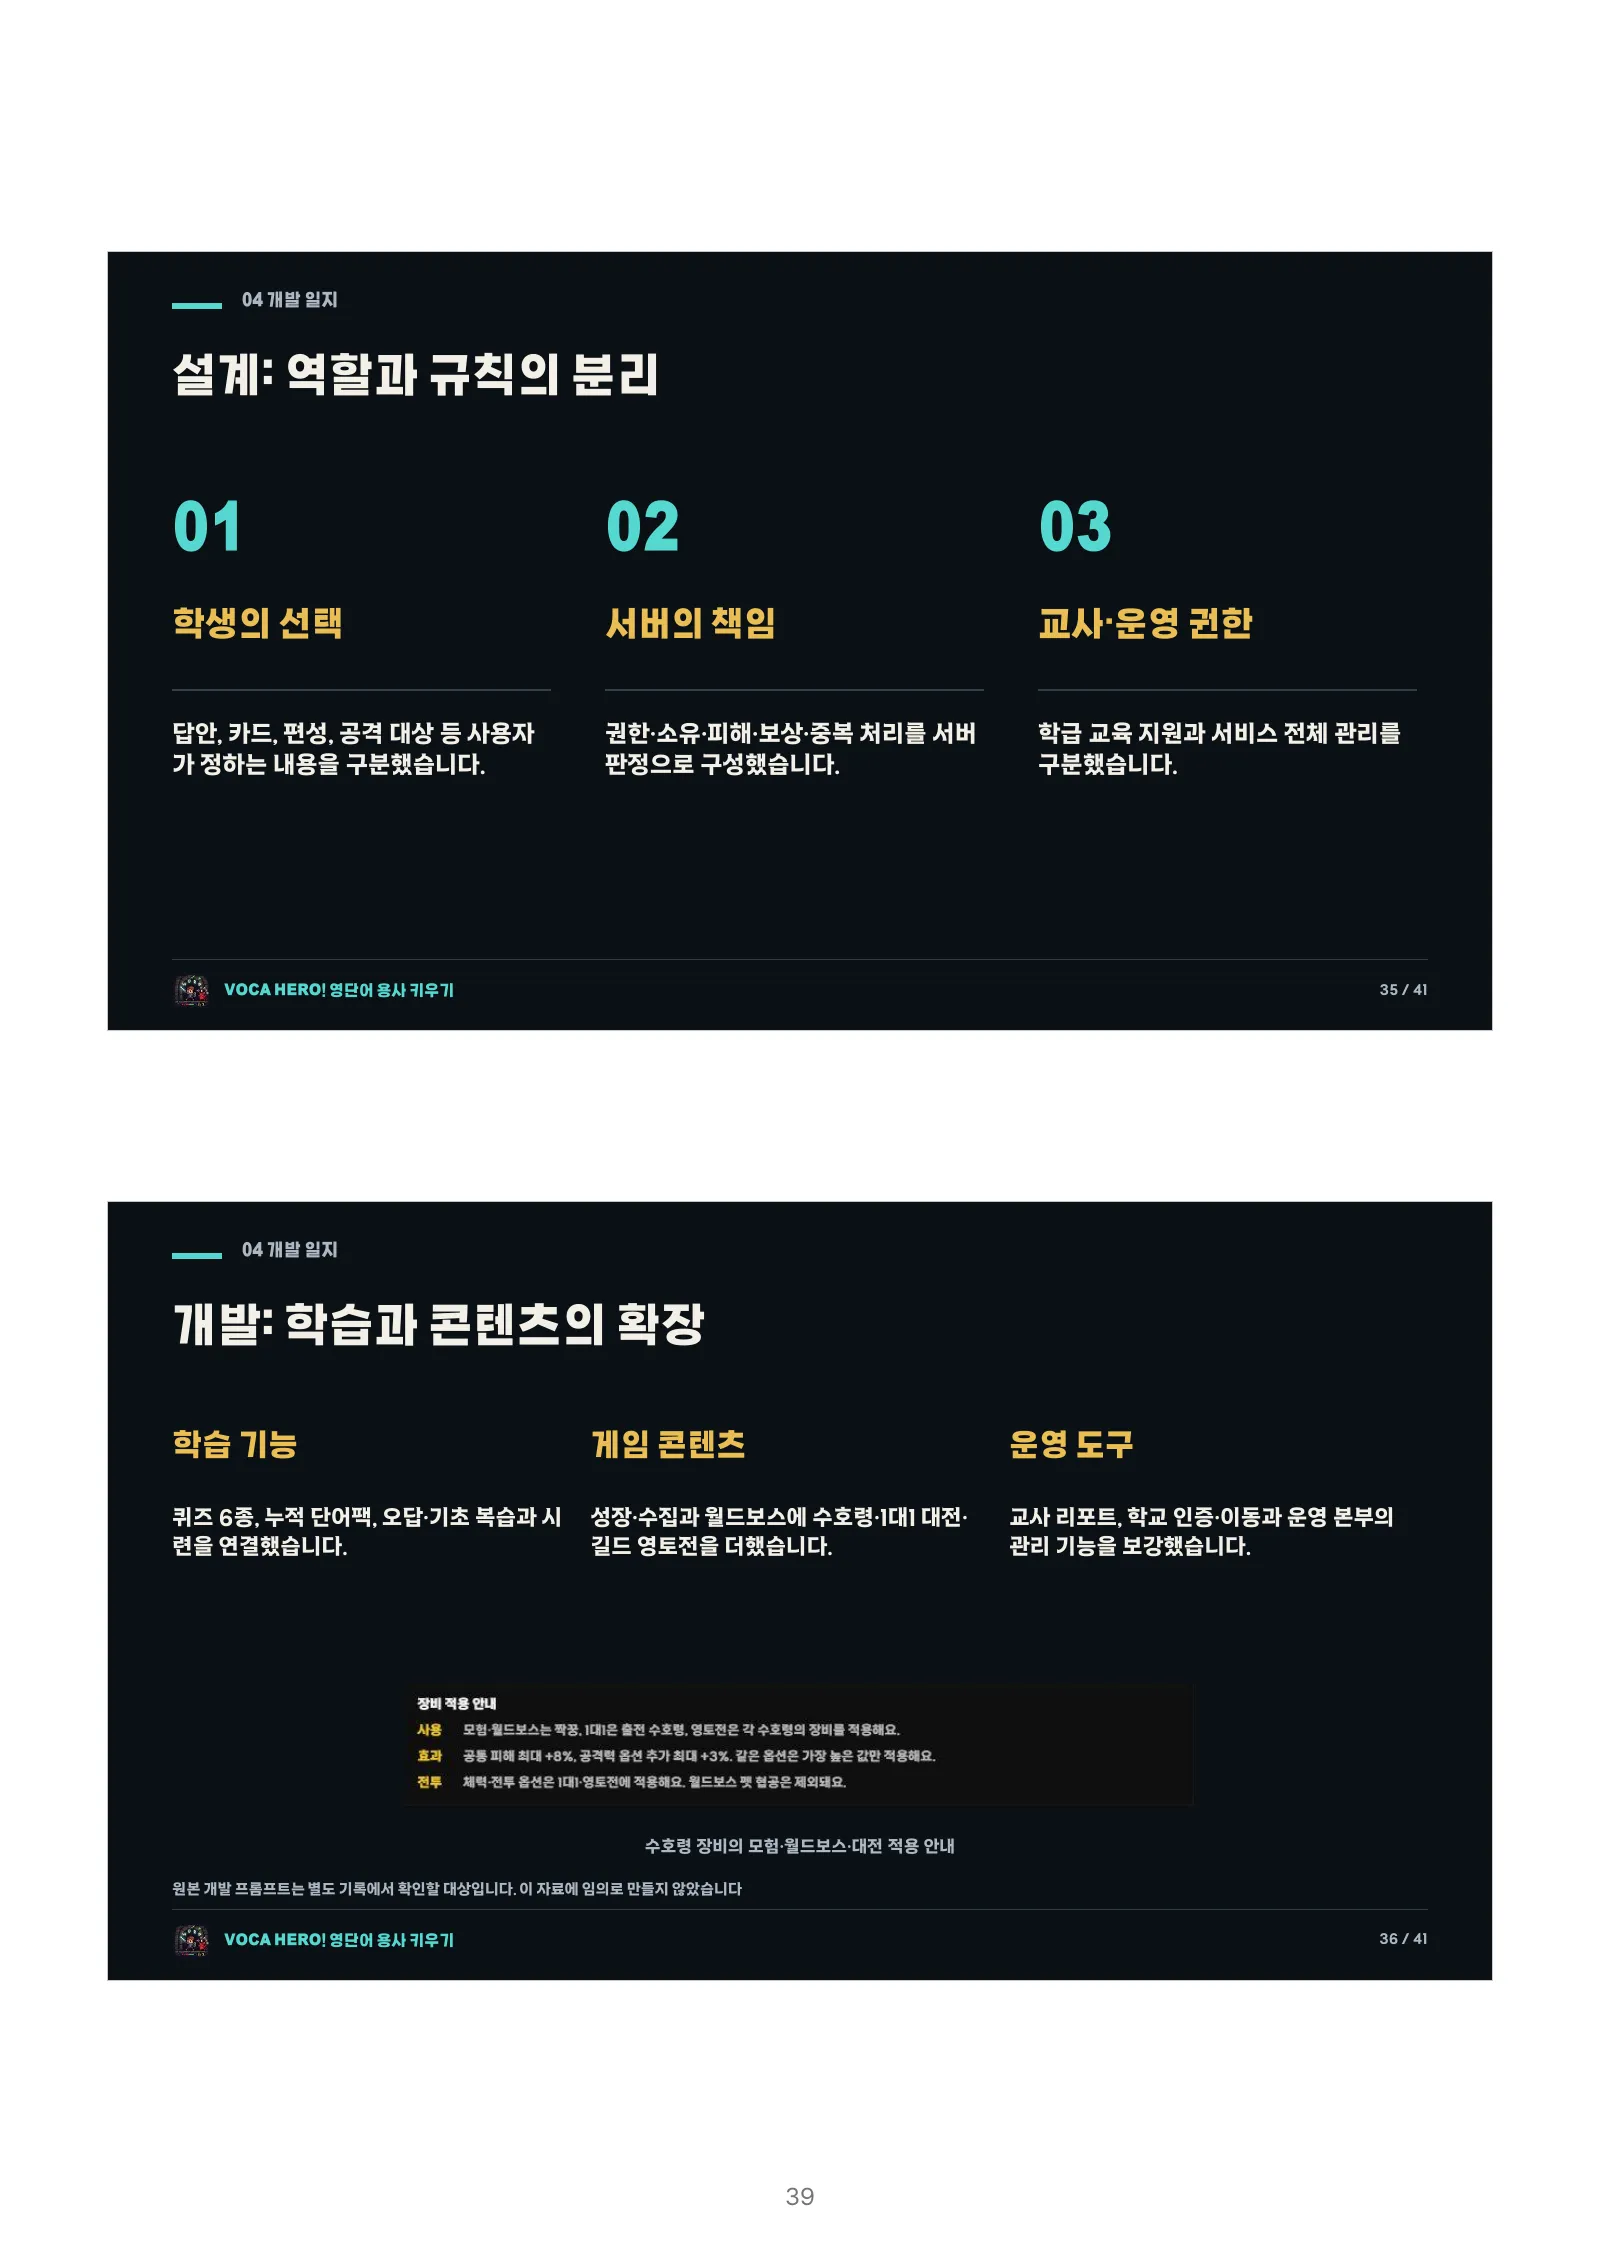 04 개발 일지
설계: 역할과 규칙의 분리
01
학생의 선택
답안, 카드, 편성, 공격 대상 등 사용자
가 정하는 내용을 구분했습니다.
02
서버의 책임
권한·소유·피해·보상·중복 처리를 서버
판정으로 구성했습니다.
03
교사·운영 권한
학급 교육 지원과 서비스 전체 관리를
구분했습니다.
VOCA HERO! 영단어 용사 키우기
35 / 41
04 개발 일지
개발: 학습과 콘텐츠의 확장
학습 기능
퀴즈 6종, 누적 단어팩, 오답·기초 복습과 시
련을 연결했습니다.
게임 콘텐츠
성장·수집과 월드보스에 수호령·1대1 대전·
길드 영토전을 더했습니다.
운영 도구
교사 리포트, 학교 인증·이동과 운영 본부의
관리 기능을 보강했습니다.
장비 적용 안내
사용 모험·월드보스는 짝꿍, 1대1은 출전 수호령, 영토전은 각 수호령의 장비를 적용해요.
효과 공통 피해 최대 +8%, 공격력 옵션 추가 최대 +3%. 같은 옵션은 가장 높은 값만 적용해요.
전투 체력·전투 옵션은 1대1·영토전에 적용해요. 월드보스 펫 협공은 제외돼요.
수호령 장비의 모험·월드보스·대전 적용 안내
원본 개발 프롬프트는 별도 기록에서 확인할 대상입니다. 이 자료에 임의로 만들지 않았습니다
VOCA HERO! 영단어 용사 키우기
36 / 41
39